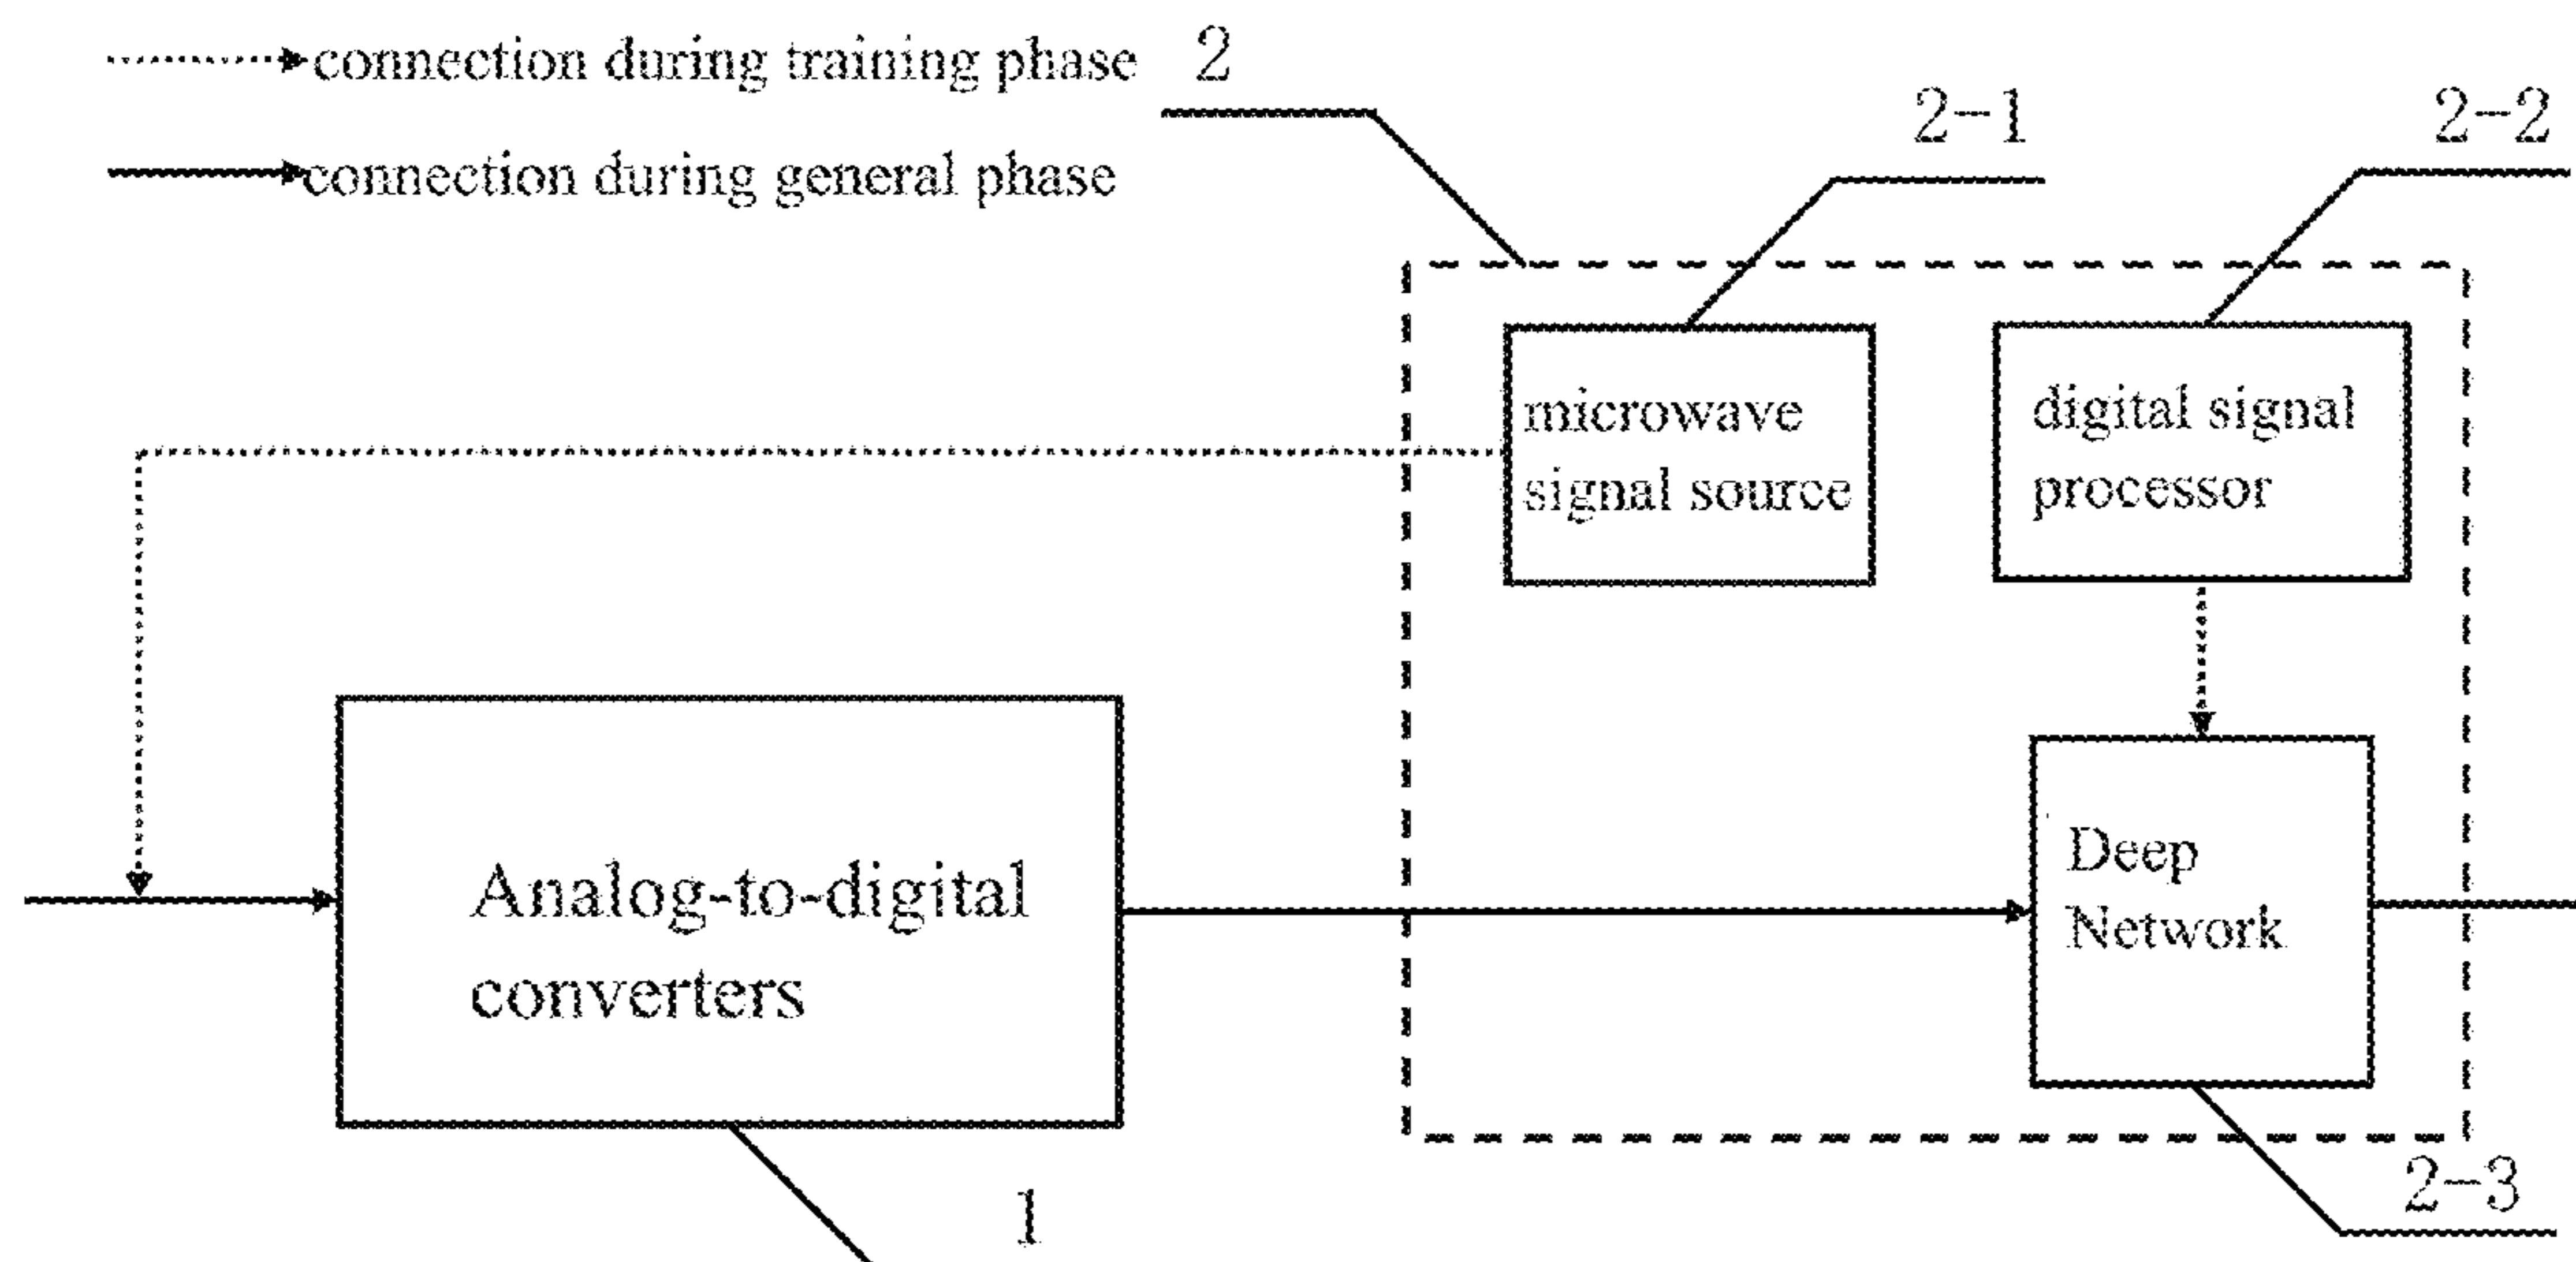 connection during training phase
2
2-1
2-2
connection during general phase
microwave
signal source
digital signal
processor
Analog-to-digital
converters
Deep
Network
2-3
1